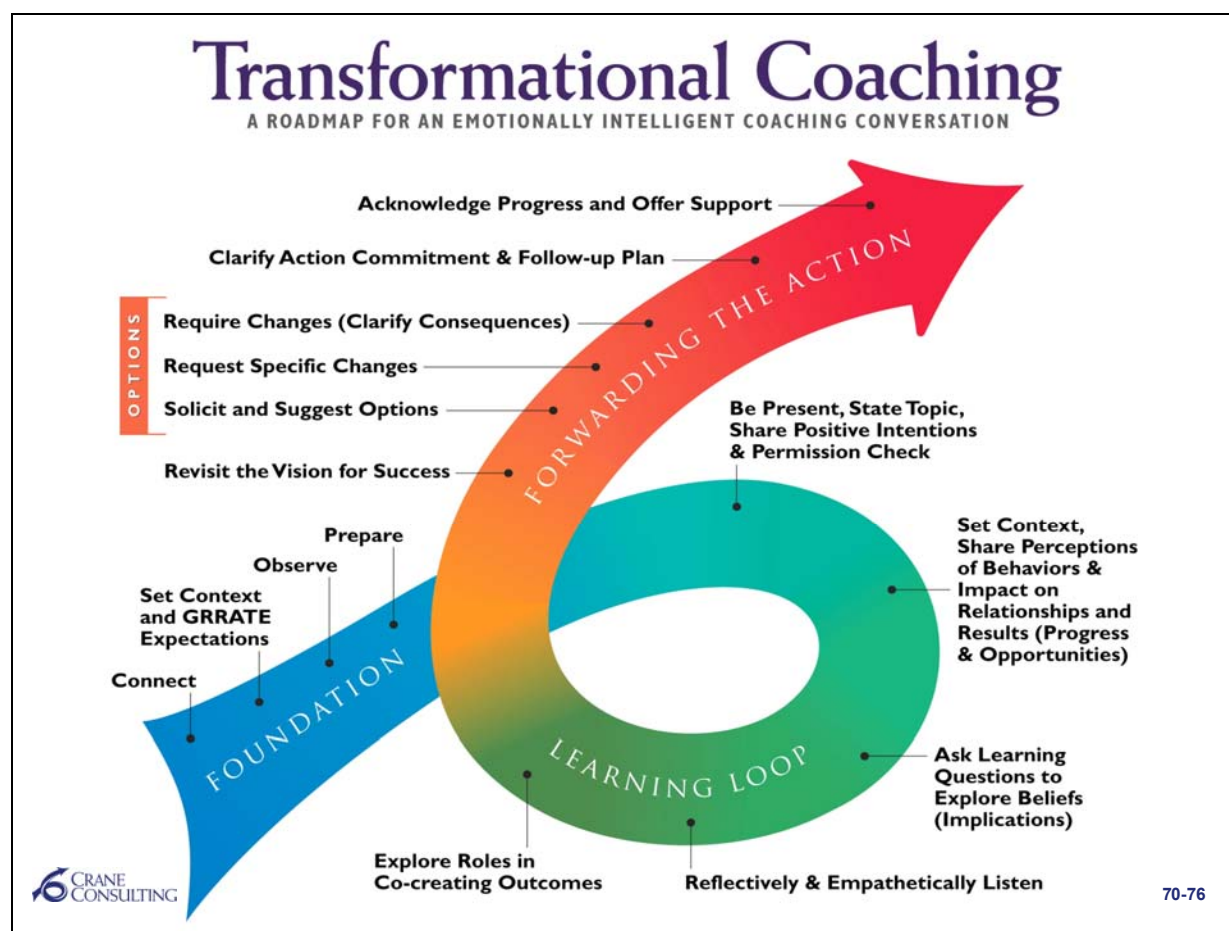 Transformational Coaching
A ROADMAP FOR AN EMOTIONALLY INTELLIGENT COACHING CONVERSATION
Acknowledge Progress and Offer Support
Clarify Action Commitment & Follow-up Plan
OPTIONS
Require Changes (Clarify Consequences)
Request Specific Changes
Solicit and Suggest Options
Revisit the Vision for Success
FORWARDING THE ACTION
Be Present, State Topic,
Share Positive Intentions
& Permission Check
Set Context,
Share Perceptions
of Behaviors &
Impact on
Relationships and
Results (Progress
& Opportunities)
Prepare
Observe
Set Context
and GRRATE
Expectations
Connect
FOUNDATION
LEARNING LOOP
Ask Learning
Questions to
Explore Beliefs
(Implications)
Explore Roles in
Co-creating Outcomes
Reflectively & Empathetically Listen
CRANE
CONSULTING
70-76